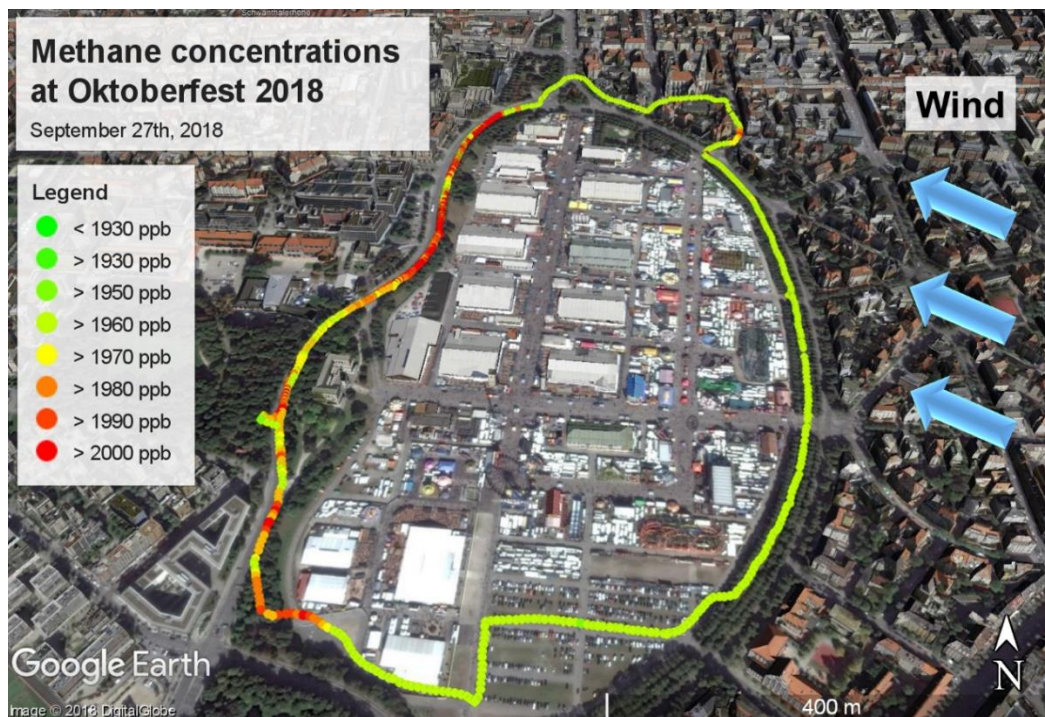 Schwanthalerhöhe
Methane concentrations
at Oktoberfest 2018
September 27th, 2018
Wind
Legend
< 1930 ppb
> 1930 ppb
> 1950 ppb
> 1960 ppb
> 1970 ppb
> 1980 ppb
> 1990 ppb
> 2000 ppb
Google Earth
N
Image © 2018 DigitalGlobe
400 m